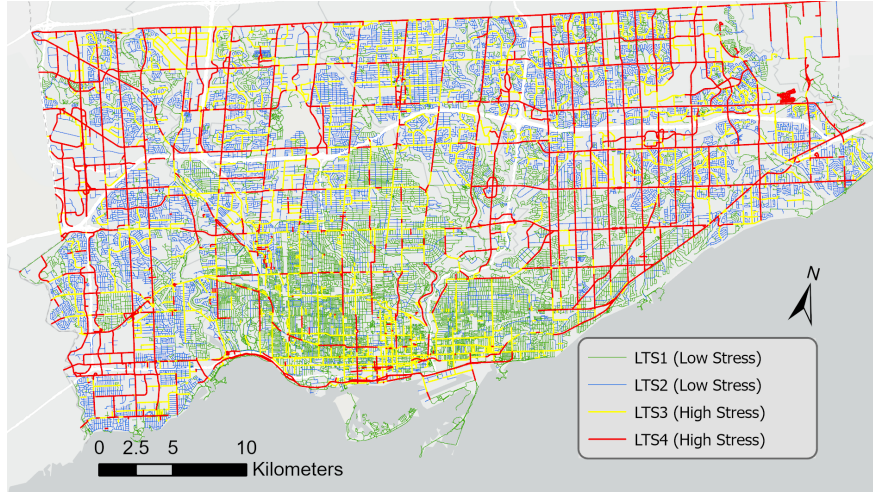 N
LTS1 (Low Stress)
LTS2 (Low Stress)
LTS3 (High Stress)
LTS4 (High Stress)
0 2.5 5 10
Kilometers